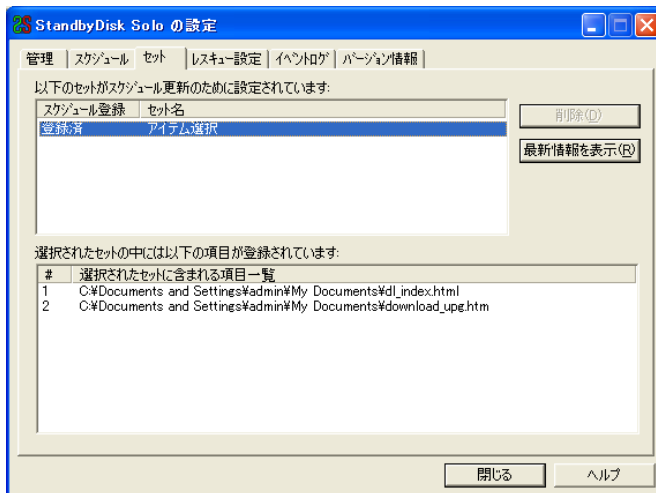 StandbyDisk Solo の設定
管理 スケジュール セット レスキュー設定 イベントログ バージョン情報
以下のセットがスケジュール更新のために設定されています:
スケジュール登録 セット名
登録済 アイテム選択
削除(D)
最新情報を表示(R)
選択されたセットの中には以下の項目が登録されています:
# 選択されたセットに含まれる項目一覧
1 C:¥Documents and Settings¥admin¥My Documents¥dl_index.html
2 C:¥Documents and Settings¥admin¥My Documents¥download_upg.htm
閉じる ヘルプ